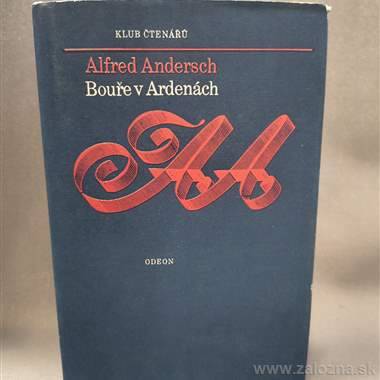 KLUB ČTENÁŘŮ
Alfred Andersch
Bouře v Ardenách
AA
ODEON
www.zalozna.sk